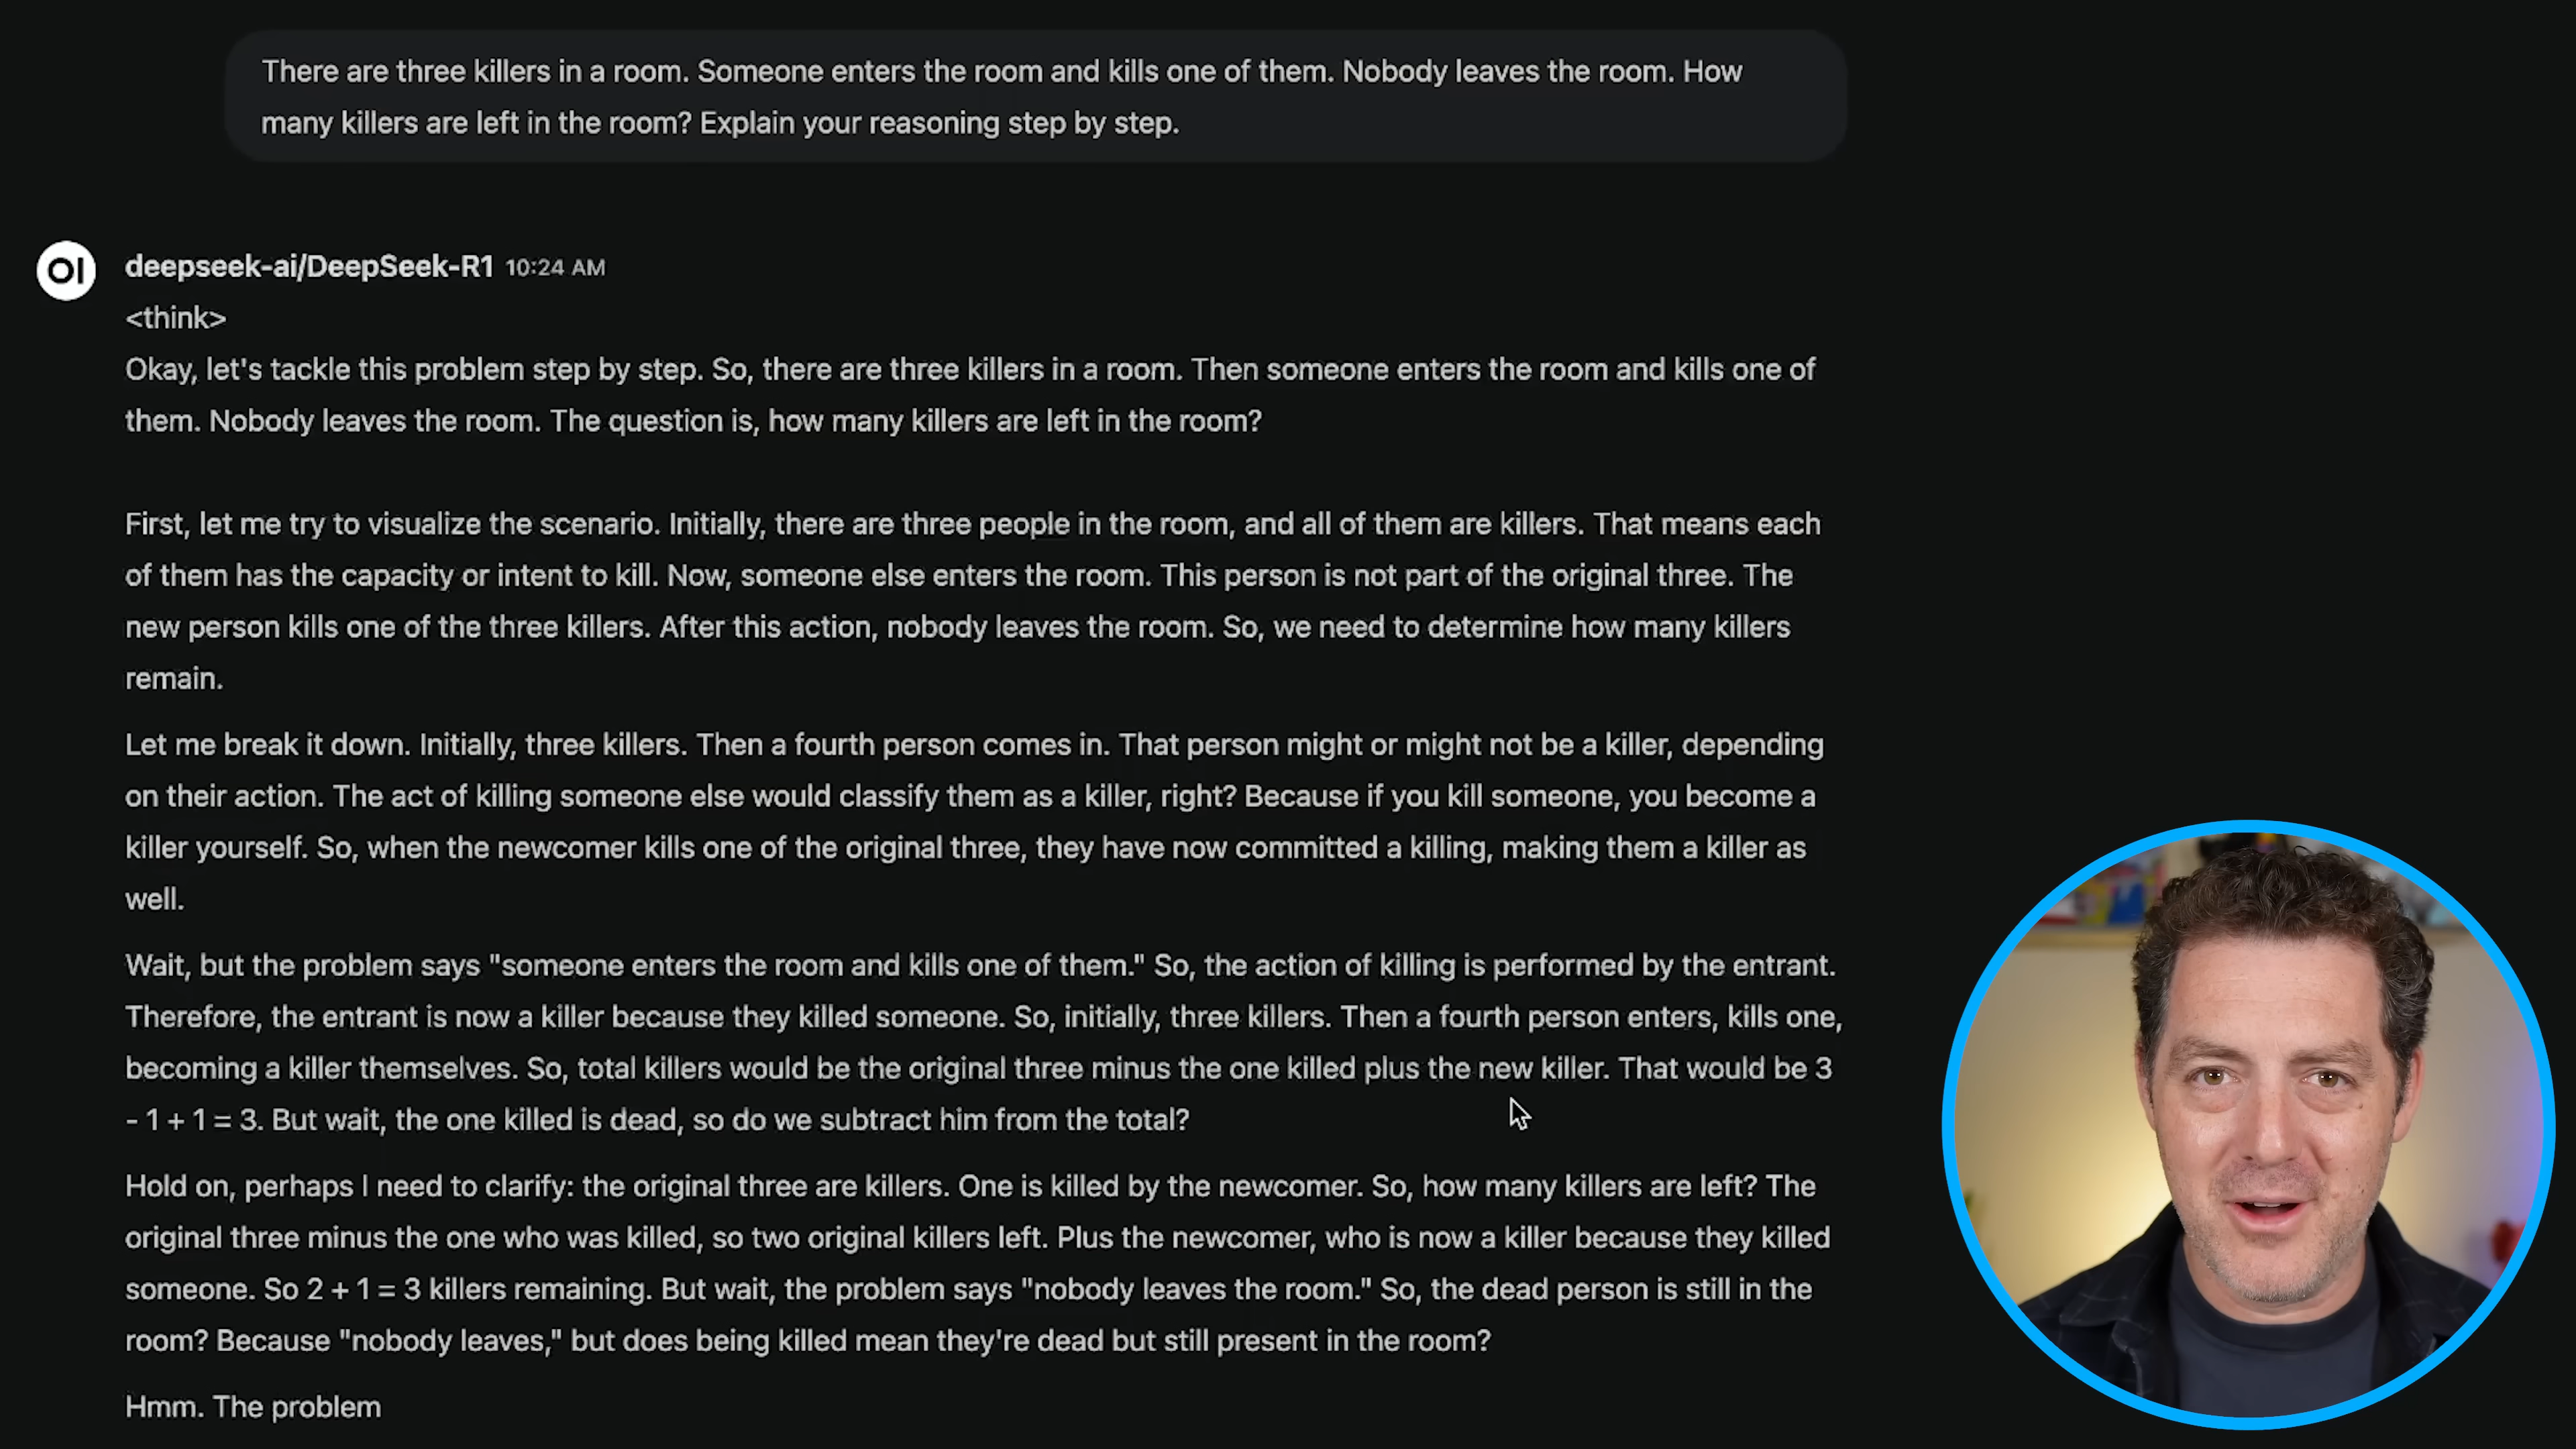 There are three killers in a room. Someone enters the room and kills one of them. Nobody leaves the room. How
many killers are left in the room? Explain your reasoning step by step.
OI
deepseek-ai/DeepSeek-R1 10:24 AM
<think>
Okay, let's tackle this problem step by step. So, there are three killers in a room. Then someone enters the room and kills one of
them. Nobody leaves the room. The question is, how many killers are left in the room?
First, let me try to visualize the scenario. Initially, there are three people in the room, and all of them are killers. That means each
of them has the capacity or intent to kill. Now, someone else enters the room. This person is not part of the original three. The
new person kills one of the three killers. After this action, nobody leaves the room. So, we need to determine how many killers
remain.
Let me break it down. Initially, three killers. Then a fourth person comes in. That person might or might not be a killer, depending
on their action. The act of killing someone else would classify them as a killer, right? Because if you kill someone, you become a
killer yourself. So, when the newcomer kills one of the original three, they have now committed a killing, making them a killer as
well.
Wait, but the problem says "someone enters the room and kills one of them." So, the action of killing is performed by the entrant.
Therefore, the entrant is now a killer because they killed someone. So, initially, three killers. Then a fourth person enters, kills one,
becoming a killer themselves. So, total killers would be the original three minus the one killed plus the new killer. That would be 3
- 1 + 1 = 3. But wait, the one killed is dead, so do we subtract him from the total?
Hold on, perhaps I need to clarify: the original three are killers. One is killed by the newcomer. So, how many killers are left? The
original three minus the one who was killed, so two original killers left. Plus the newcomer, who is now a killer because they killed
someone. So 2 + 1 = 3 killers remaining. But wait, the problem says "nobody leaves the room." So, the dead person is still in the
room? Because "nobody leaves," but does being killed mean they're dead but still present in the room?
Hmm. The problem